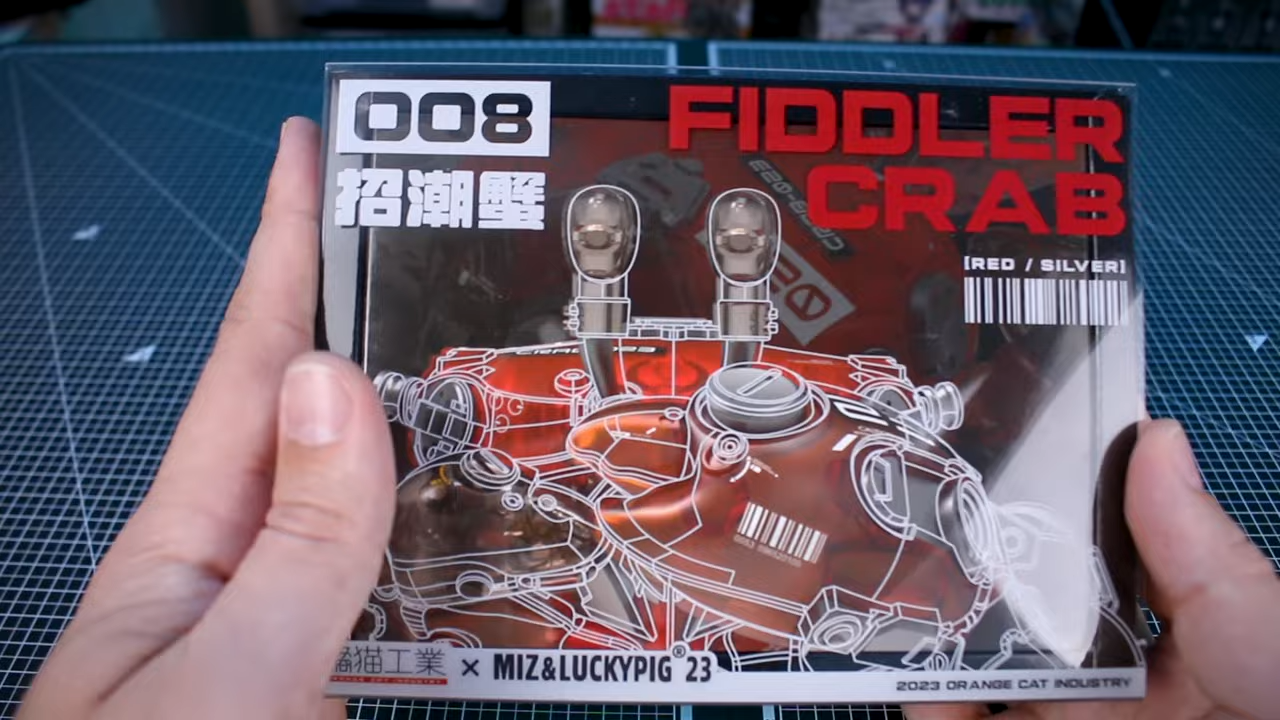 008
FIDDLER
CRAB
招潮蟹
[RED / SILVER]
橘猫工業 × MIZ&LUCKYPIG® 23
2023 ORANGE CAT INDUSTRY